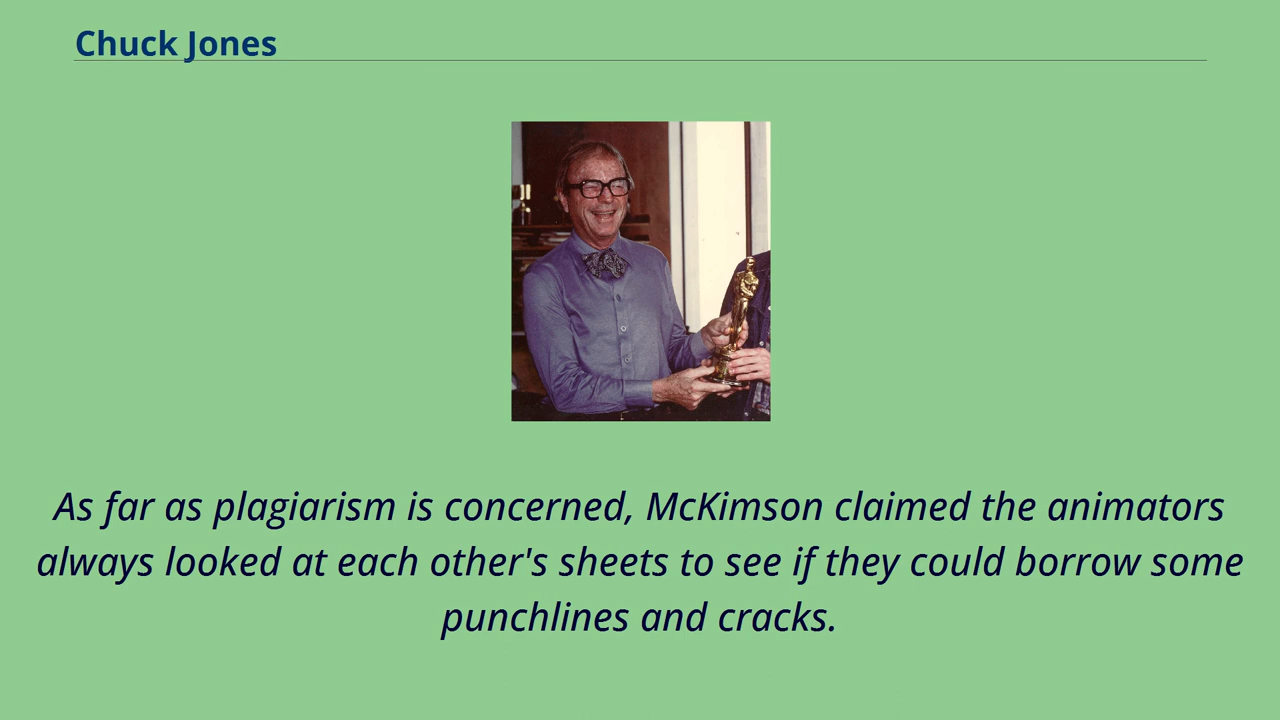 Chuck Jones
As far as plagiarism is concerned, McKimson claimed the animators
always looked at each other's sheets to see if they could borrow some
punchlines and cracks.